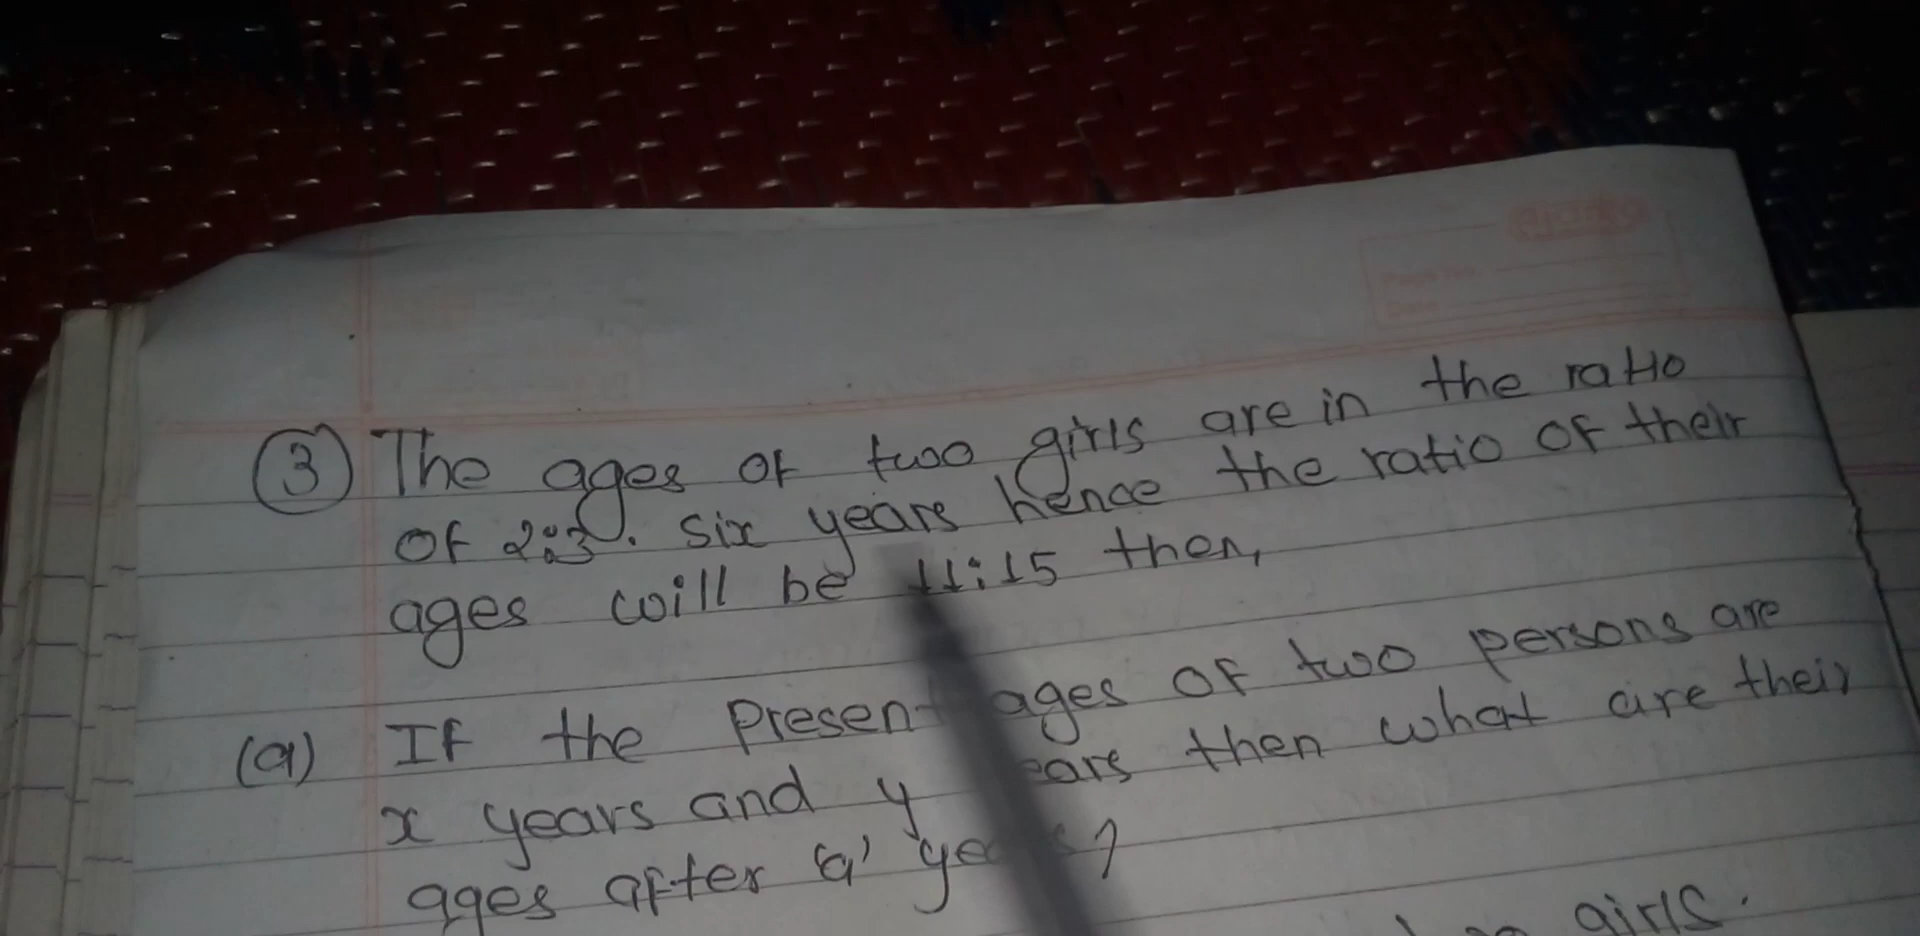 3 The ages of two girls are in the ratio
of 2:3. six years hence the ratio of their
ages will be 11:15 then,
(a) If the present ages of two persons are
x years and y years then what are their
ages after 'a' years?
girls.